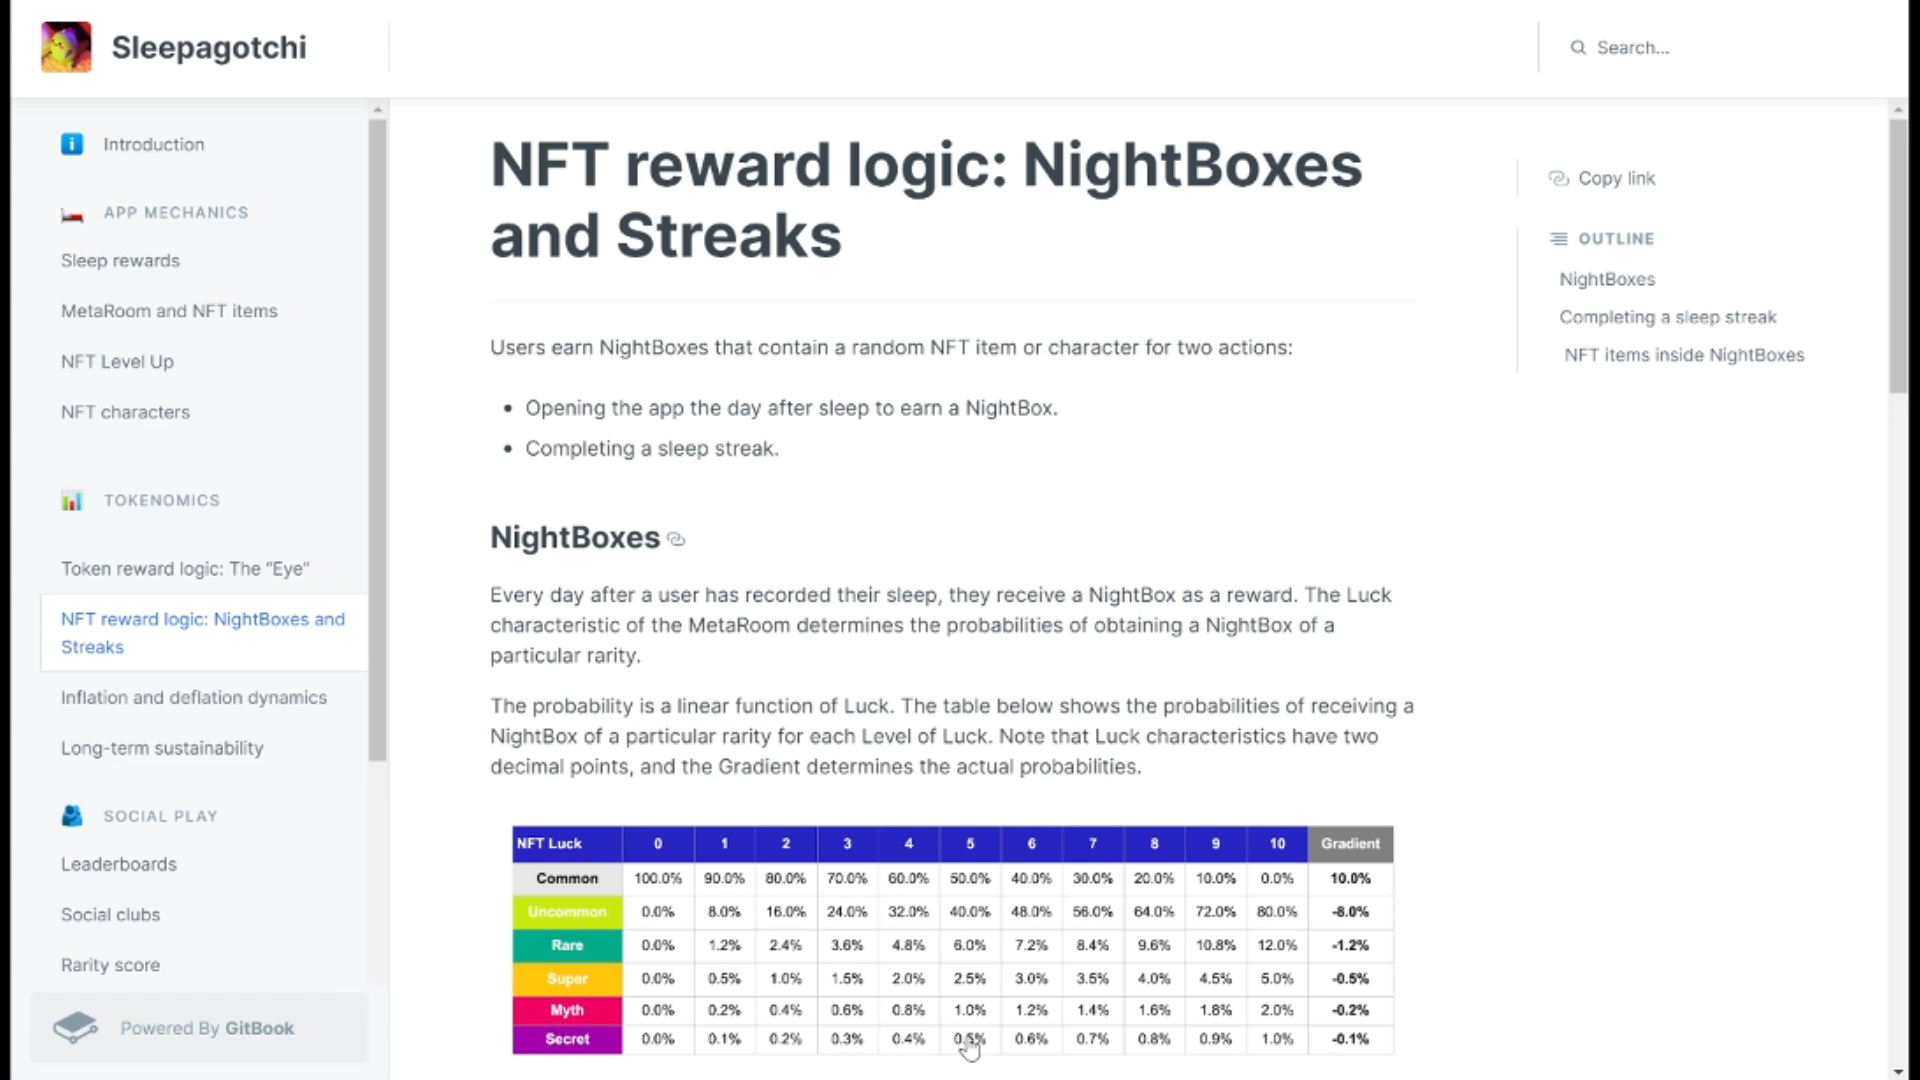 Sleepagotchi
Search...
Introduction
APP MECHANICS
Sleep rewards
MetaRoom and NFT items
NFT Level Up
NFT characters
TOKENOMICS
Token reward logic: The "Eye"
NFT reward logic: NightBoxes and
Streaks
Inflation and deflation dynamics
Long-term sustainability
SOCIAL PLAY
Leaderboards
Social clubs
Rarity score
Powered By GitBook
NFT reward logic: NightBoxes
and Streaks
Users earn NightBoxes that contain a random NFT item or character for two actions:
• Opening the app the day after sleep to earn a NightBox.
• Completing a sleep streak.
NightBoxes
Every day after a user has recorded their sleep, they receive a NightBox as a reward. The Luck
characteristic of the MetaRoom determines the probabilities of obtaining a NightBox of a
particular rarity.
The probability is a linear function of Luck. The table below shows the probabilities of receiving a
NightBox of a particular rarity for each Level of Luck. Note that Luck characteristics have two
decimal points, and the Gradient determines the actual probabilities.
NFT Luck 0 1 2 3 4 5 6 7 8 9 10 Gradient
Common 100.0% 90.0% 80.0% 70.0% 60.0% 50.0% 40.0% 30.0% 20.0% 10.0% 0.0% 10.0%
Uncommon 0.0% 8.0% 16.0% 24.0% 32.0% 40.0% 48.0% 56.0% 64.0% 72.0% 80.0% -8.0%
Rare 0.0% 1.2% 2.4% 3.6% 4.8% 6.0% 7.2% 8.4% 9.6% 10.8% 12.0% -1.2%
Super 0.0% 0.5% 1.0% 1.5% 2.0% 2.5% 3.0% 3.5% 4.0% 4.5% 5.0% -0.5%
Myth 0.0% 0.2% 0.4% 0.6% 0.8% 1.0% 1.2% 1.4% 1.6% 1.8% 2.0% -0.2%
Secret 0.0% 0.1% 0.2% 0.3% 0.4% 0.5% 0.6% 0.7% 0.8% 0.9% 1.0% -0.1%
Copy link
OUTLINE
NightBoxes
Completing a sleep streak
NFT items inside NightBoxes